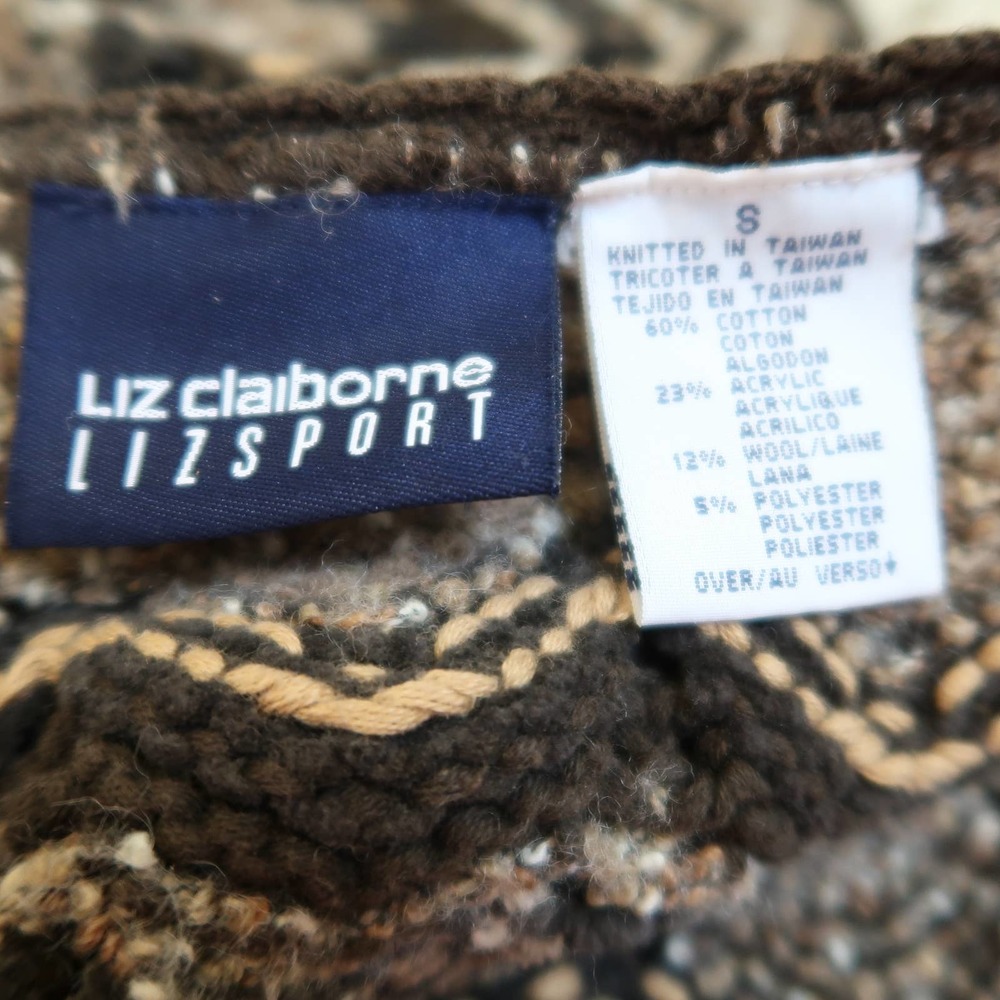 Liz claiborne
LIZSPORT
S
KNITTED IN TAIWAN
TRICOTER A TAIWAN
TEJIDO EN TAIWAN
60% COTTON
COTON
ALGODON
23% ACRYLIC
ACRYLIQUE
ACRILICO
12% WOOL/LAINE
LANA
5% POLYESTER
POLYESTER
POLIESTER
OVER/AU VERSO↓